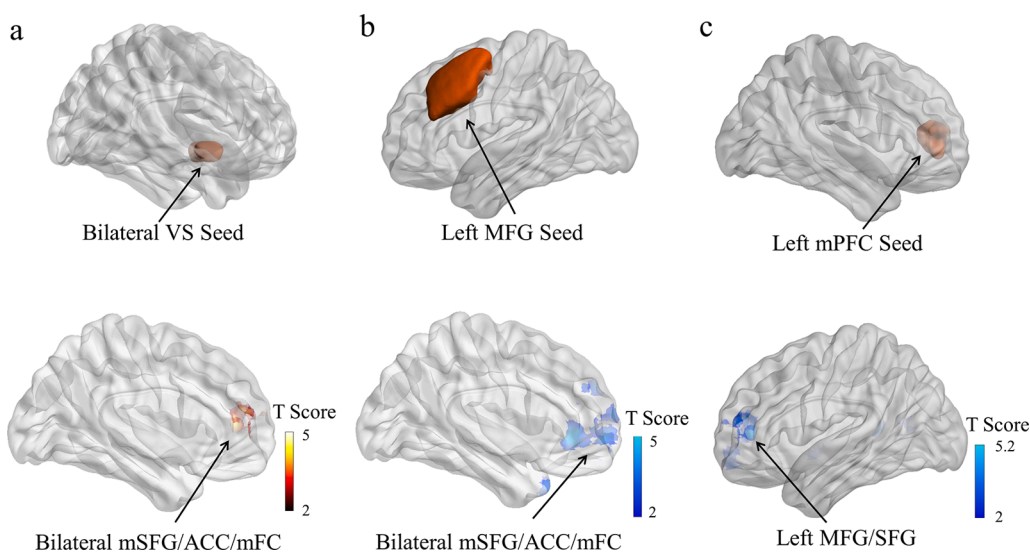 a
b
c
Bilateral VS Seed
Left MFG Seed
Left mPFC Seed
T Score
5
2
Bilateral mSFG/ACC/mFC
T Score
5
2
Bilateral mSFG/ACC/mFC
T Score
5.2
2
Left MFG/SFG